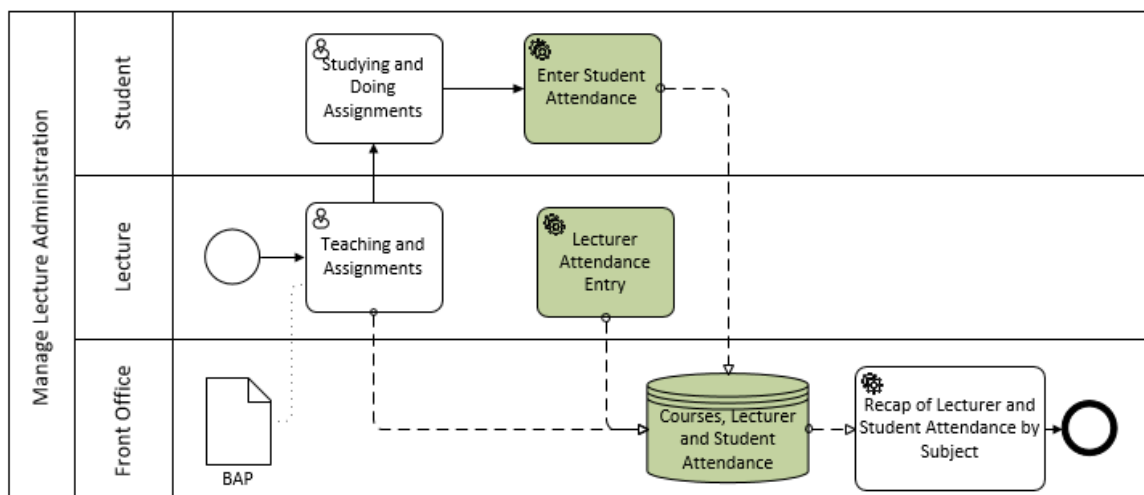 Manage Lecture Administration
Student
Studying and
Doing
Assignments
Enter Student
Attendance
Lecture
Teaching and
Assignments
Lecturer
Attendance
Entry
Front Office
BAP
Courses, Lecturer
and Student
Attendance
Recap of Lecturer and
Student Attendance by
Subject